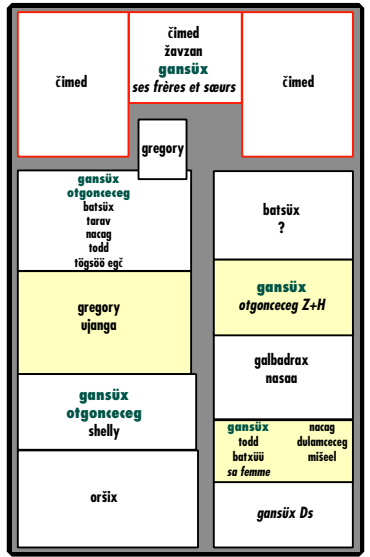 čimed
čimed
žavzan
gansüx
ses frères et sœurs
čimed
gregory
gansüx
otgonceceg
batsüx
tarav
nacag
todd
tögsöö egč
gregory
ujanga
gansüx
otgonceceg
shelly
oršix
batsüx
?
gansüx
otgonceceg Z+H
galbadrax
nasaa
gansüx nacag
todd dulamceceg
batxüü mišeel
sa femme
gansüx Ds